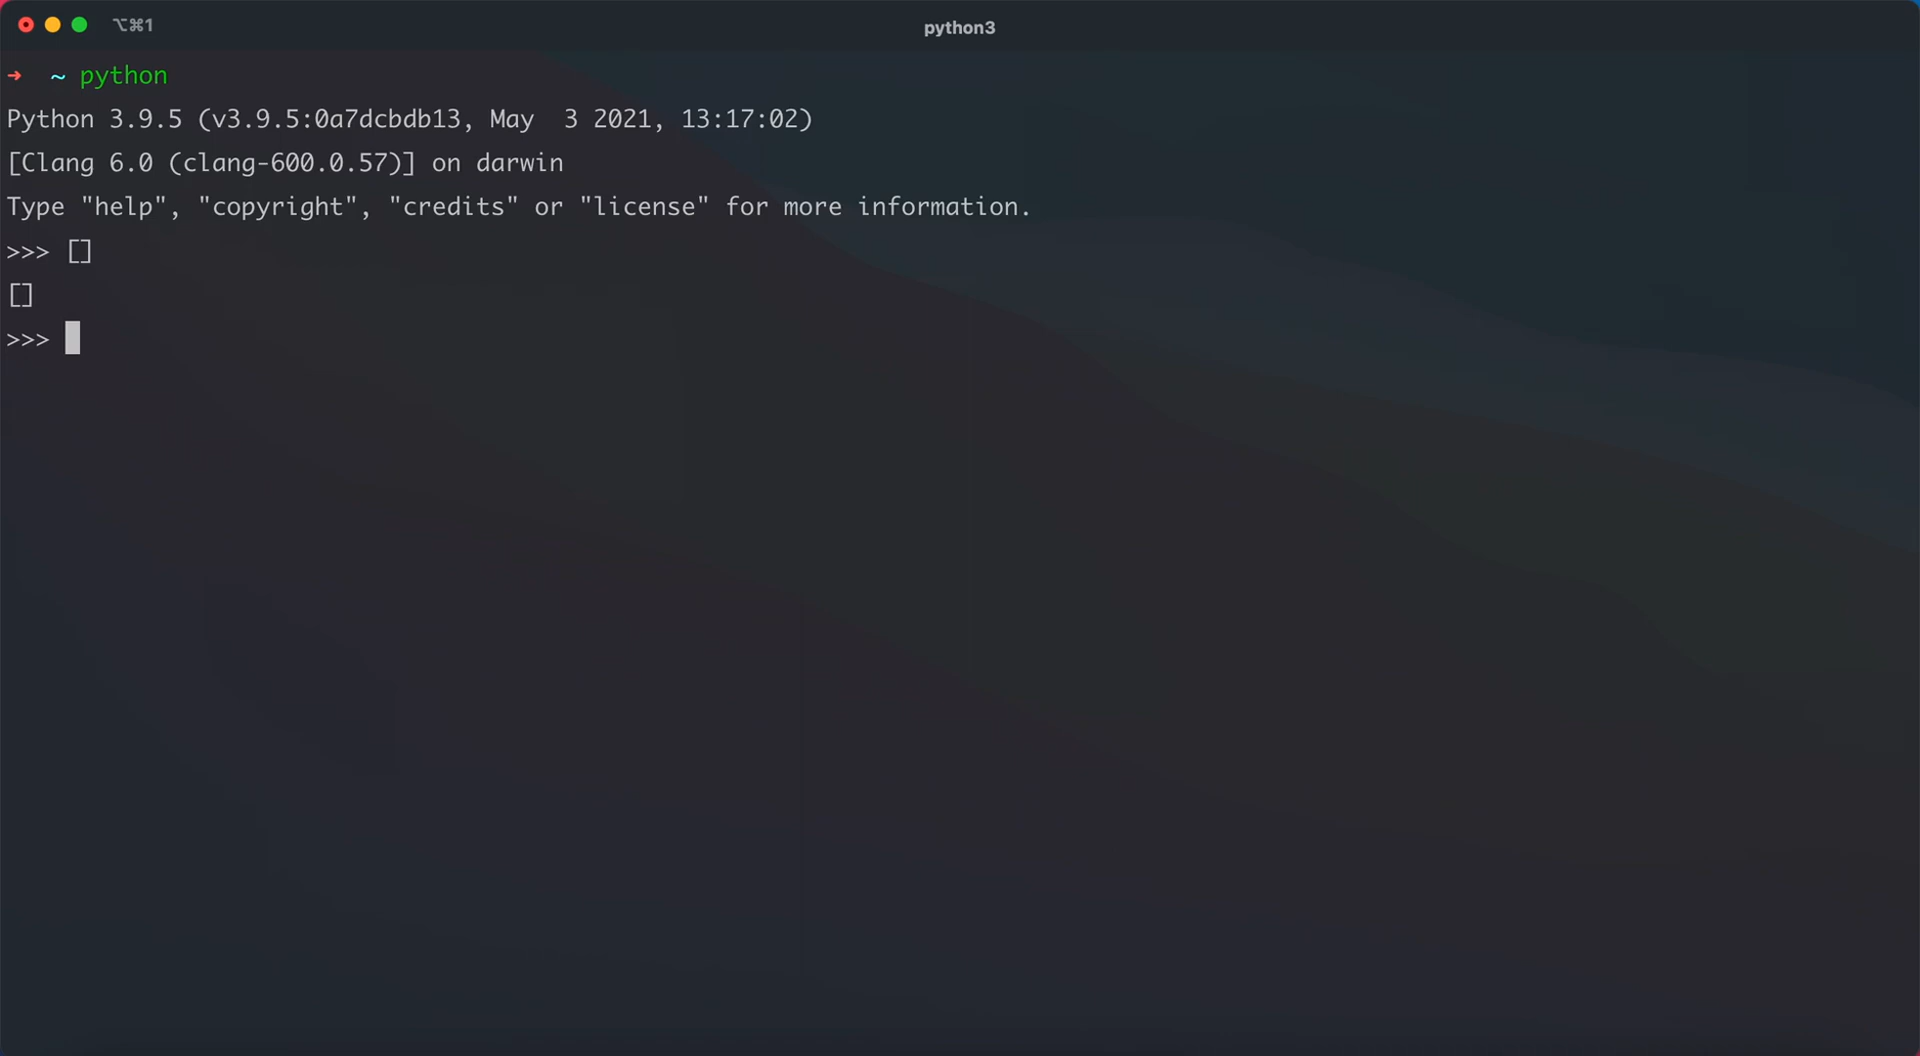 ⌥⌘1
python3
➜ ~ python
Python 3.9.5 (v3.9.5:0a7dcbdb13, May  3 2021, 13:17:02)
[Clang 6.0 (clang-600.0.57)] on darwin
Type "help", "copyright", "credits" or "license" for more information.
>>> []
[]
>>>